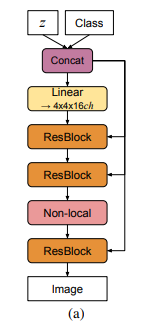 z Class
Concat
Linear
→ 4x4x16ch
ResBlock
ResBlock
Non-local
ResBlock
Image
(a)